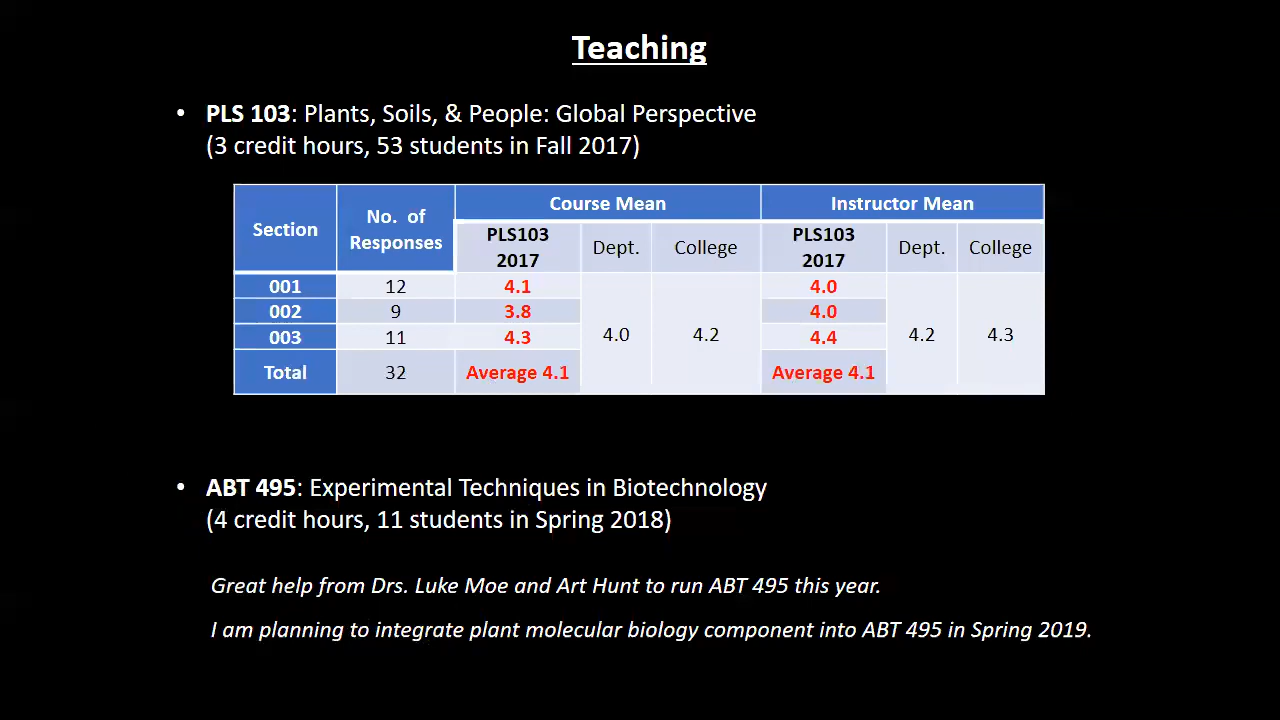 Teaching
• PLS 103: Plants, Soils, & People: Global Perspective
(3 credit hours, 53 students in Fall 2017)
Section No. of Responses Course Mean Instructor Mean
PLS103 2017 Dept. College PLS103 2017 Dept. College
001 12 4.1 4.0
002 9 3.8 4.0
003 11 4.3 4.0 4.2 4.4 4.2 4.3
Total 32 Average 4.1 Average 4.1
• ABT 495: Experimental Techniques in Biotechnology
(4 credit hours, 11 students in Spring 2018)
Great help from Drs. Luke Moe and Art Hunt to run ABT 495 this year.
I am planning to integrate plant molecular biology component into ABT 495 in Spring 2019.